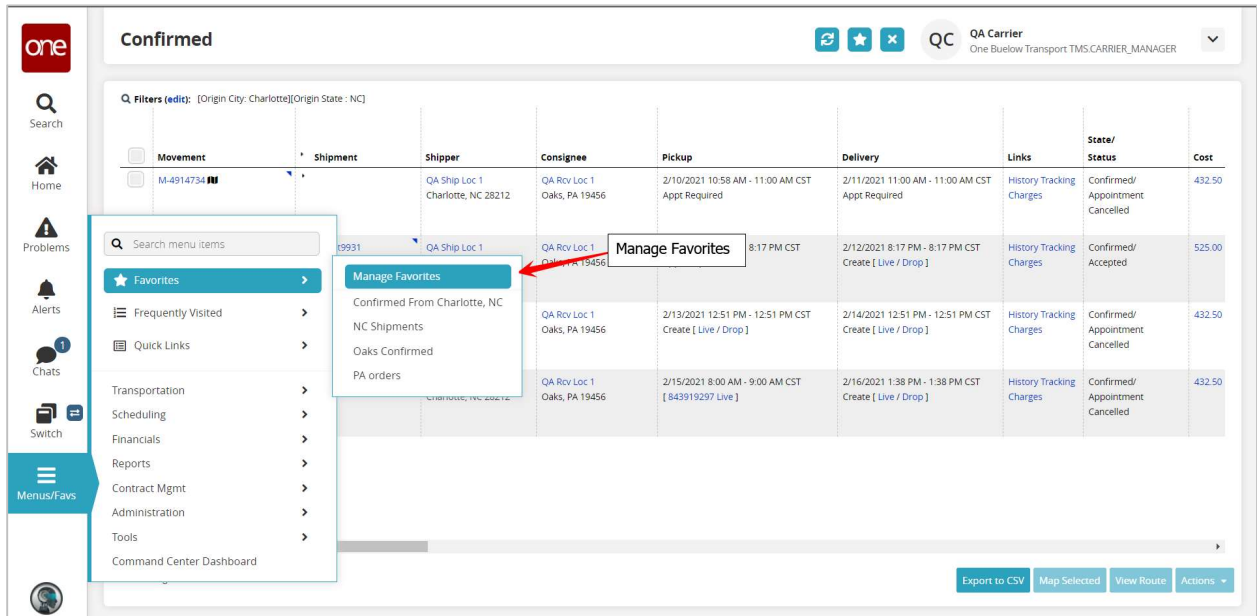 one
Search
Home
Problems
Alerts
1
Chats
Switch
Menus/Favs
Confirmed
QC
QA Carrier
One Buelow Transport TMS.CARRIER_MANAGER
Filters (edit): [Origin City: Charlotte][Origin State : NC]
Movement Shipment Shipper Consignee Pickup Delivery Links State/ Status Cost
M-4914734 QA Ship Loc 1 QA Rcv Loc 1 2/10/2021 10:58 AM - 11:00 AM CST 2/11/2021 11:00 AM - 11:00 AM CST History Tracking Confirmed/ 432.50
Charlotte, NC 28212 Oaks, PA 19456 Appt Required Appt Required Charges Appointment
Cancelled
t9931 QA Ship Loc 1 QA Rcv Loc 1 8:17 PM CST 2/12/2021 8:17 PM - 8:17 PM CST History Tracking Confirmed/ 525.00
Oaks, PA 19456 Create [ Live / Drop ] Charges Accepted
QA Rcv Loc 1 2/13/2021 12:51 PM - 12:51 PM CST 2/14/2021 12:51 PM - 12:51 PM CST History Tracking Confirmed/ 432.50
Oaks, PA 19456 Create [ Live / Drop ] Create [ Live / Drop ] Charges Appointment
Cancelled
QA Rcv Loc 1 2/15/2021 8:00 AM - 9:00 AM CST 2/16/2021 1:38 PM - 1:38 PM CST History Tracking Confirmed/ 432.50
Charlotte, NC 28212 Oaks, PA 19456 [ 843919297 Live ] Create [ Live / Drop ] Charges Appointment
Cancelled
Search menu items
Favorites
Frequently Visited
Quick Links
Transportation
Scheduling
Financials
Reports
Contract Mgmt
Administration
Tools
Command Center Dashboard
Manage Favorites
Confirmed From Charlotte, NC
NC Shipments
Oaks Confirmed
PA orders
Manage Favorites
Export to CSV Map Selected View Route Actions